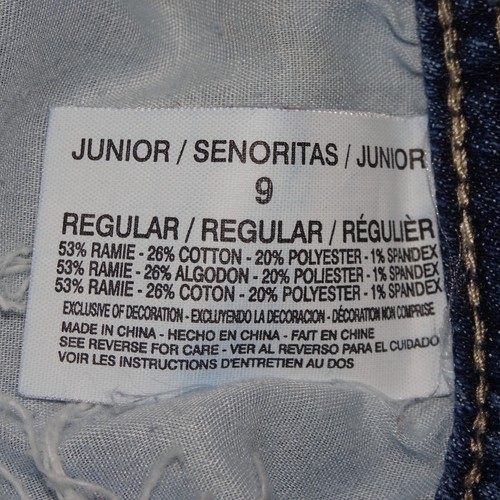 JUNIOR / SENORITAS / JUNIOR
9
REGULAR / REGULAR / RÉGULIÈR
53% RAMIE - 26% COTTON - 20% POLYESTER - 1% SPANDEX
53% RAMIE - 26% ALGODON - 20% POLIESTER - 1% SPANDEX
53% RAMIE - 26% COTON - 20% POLYESTER - 1% SPANDEX
EXCLUSIVE OF DECORATION - EXCLUYENDO LA DECORACION - DÉCORATION NON COMPRISE
MADE IN CHINA - HECHO EN CHINA - FAIT EN CHINE
SEE REVERSE FOR CARE - VER AL REVERSO PARA EL CUIDADO
VOIR LES INSTRUCTIONS D'ENTRETIEN AU DOS